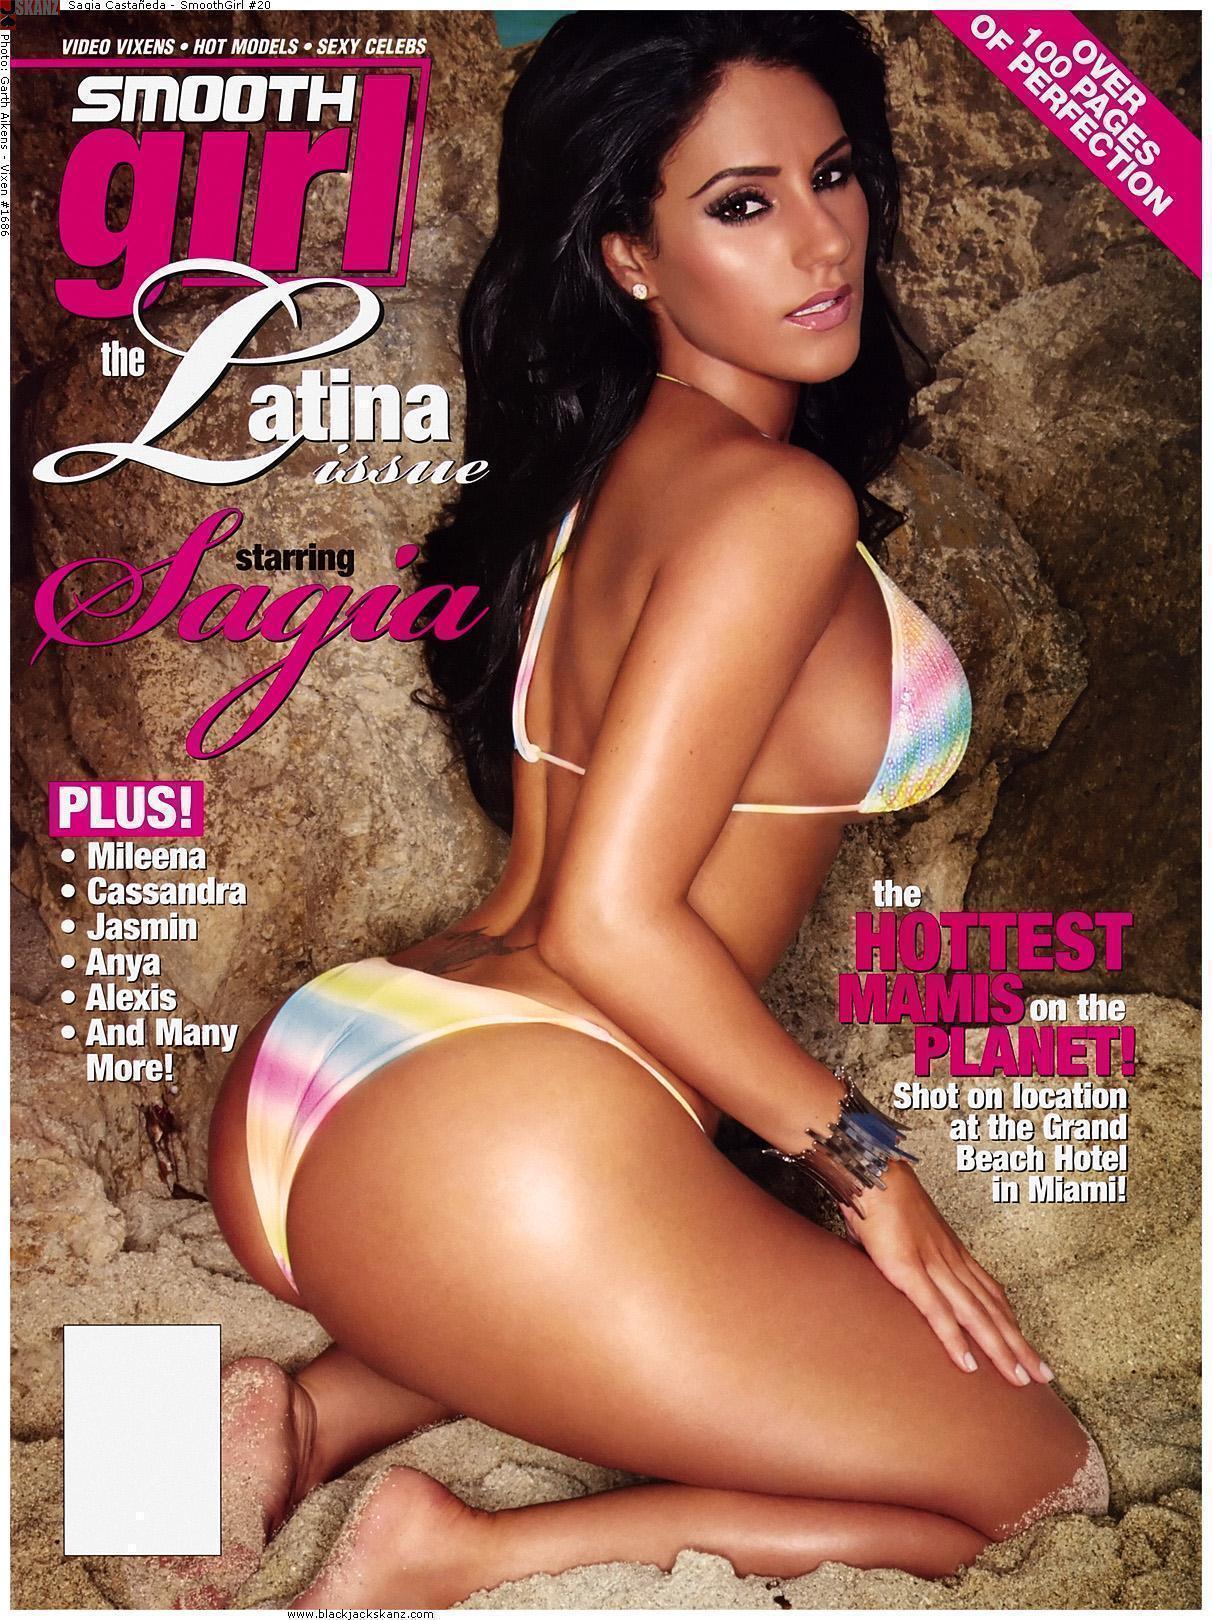 JSKANZ
Sagia Castañeda - SmoothGirl #20
Photo: Garth Aikens - Vixen #1686
VIDEO VIXENS • HOT MODELS • SEXY CELEBS
SMOOTH
girl
the Latina
issue
starring
Sagia
OVER
100 PAGES
OF PERFECTION
PLUS!
• Mileena
• Cassandra
• Jasmin
• Anya
• Alexis
• And Many
More!
the
HOTTEST
MAMIS on the
PLANET!
Shot on location
at the Grand
Beach Hotel
in Miami!
www.blackjackskanz.com